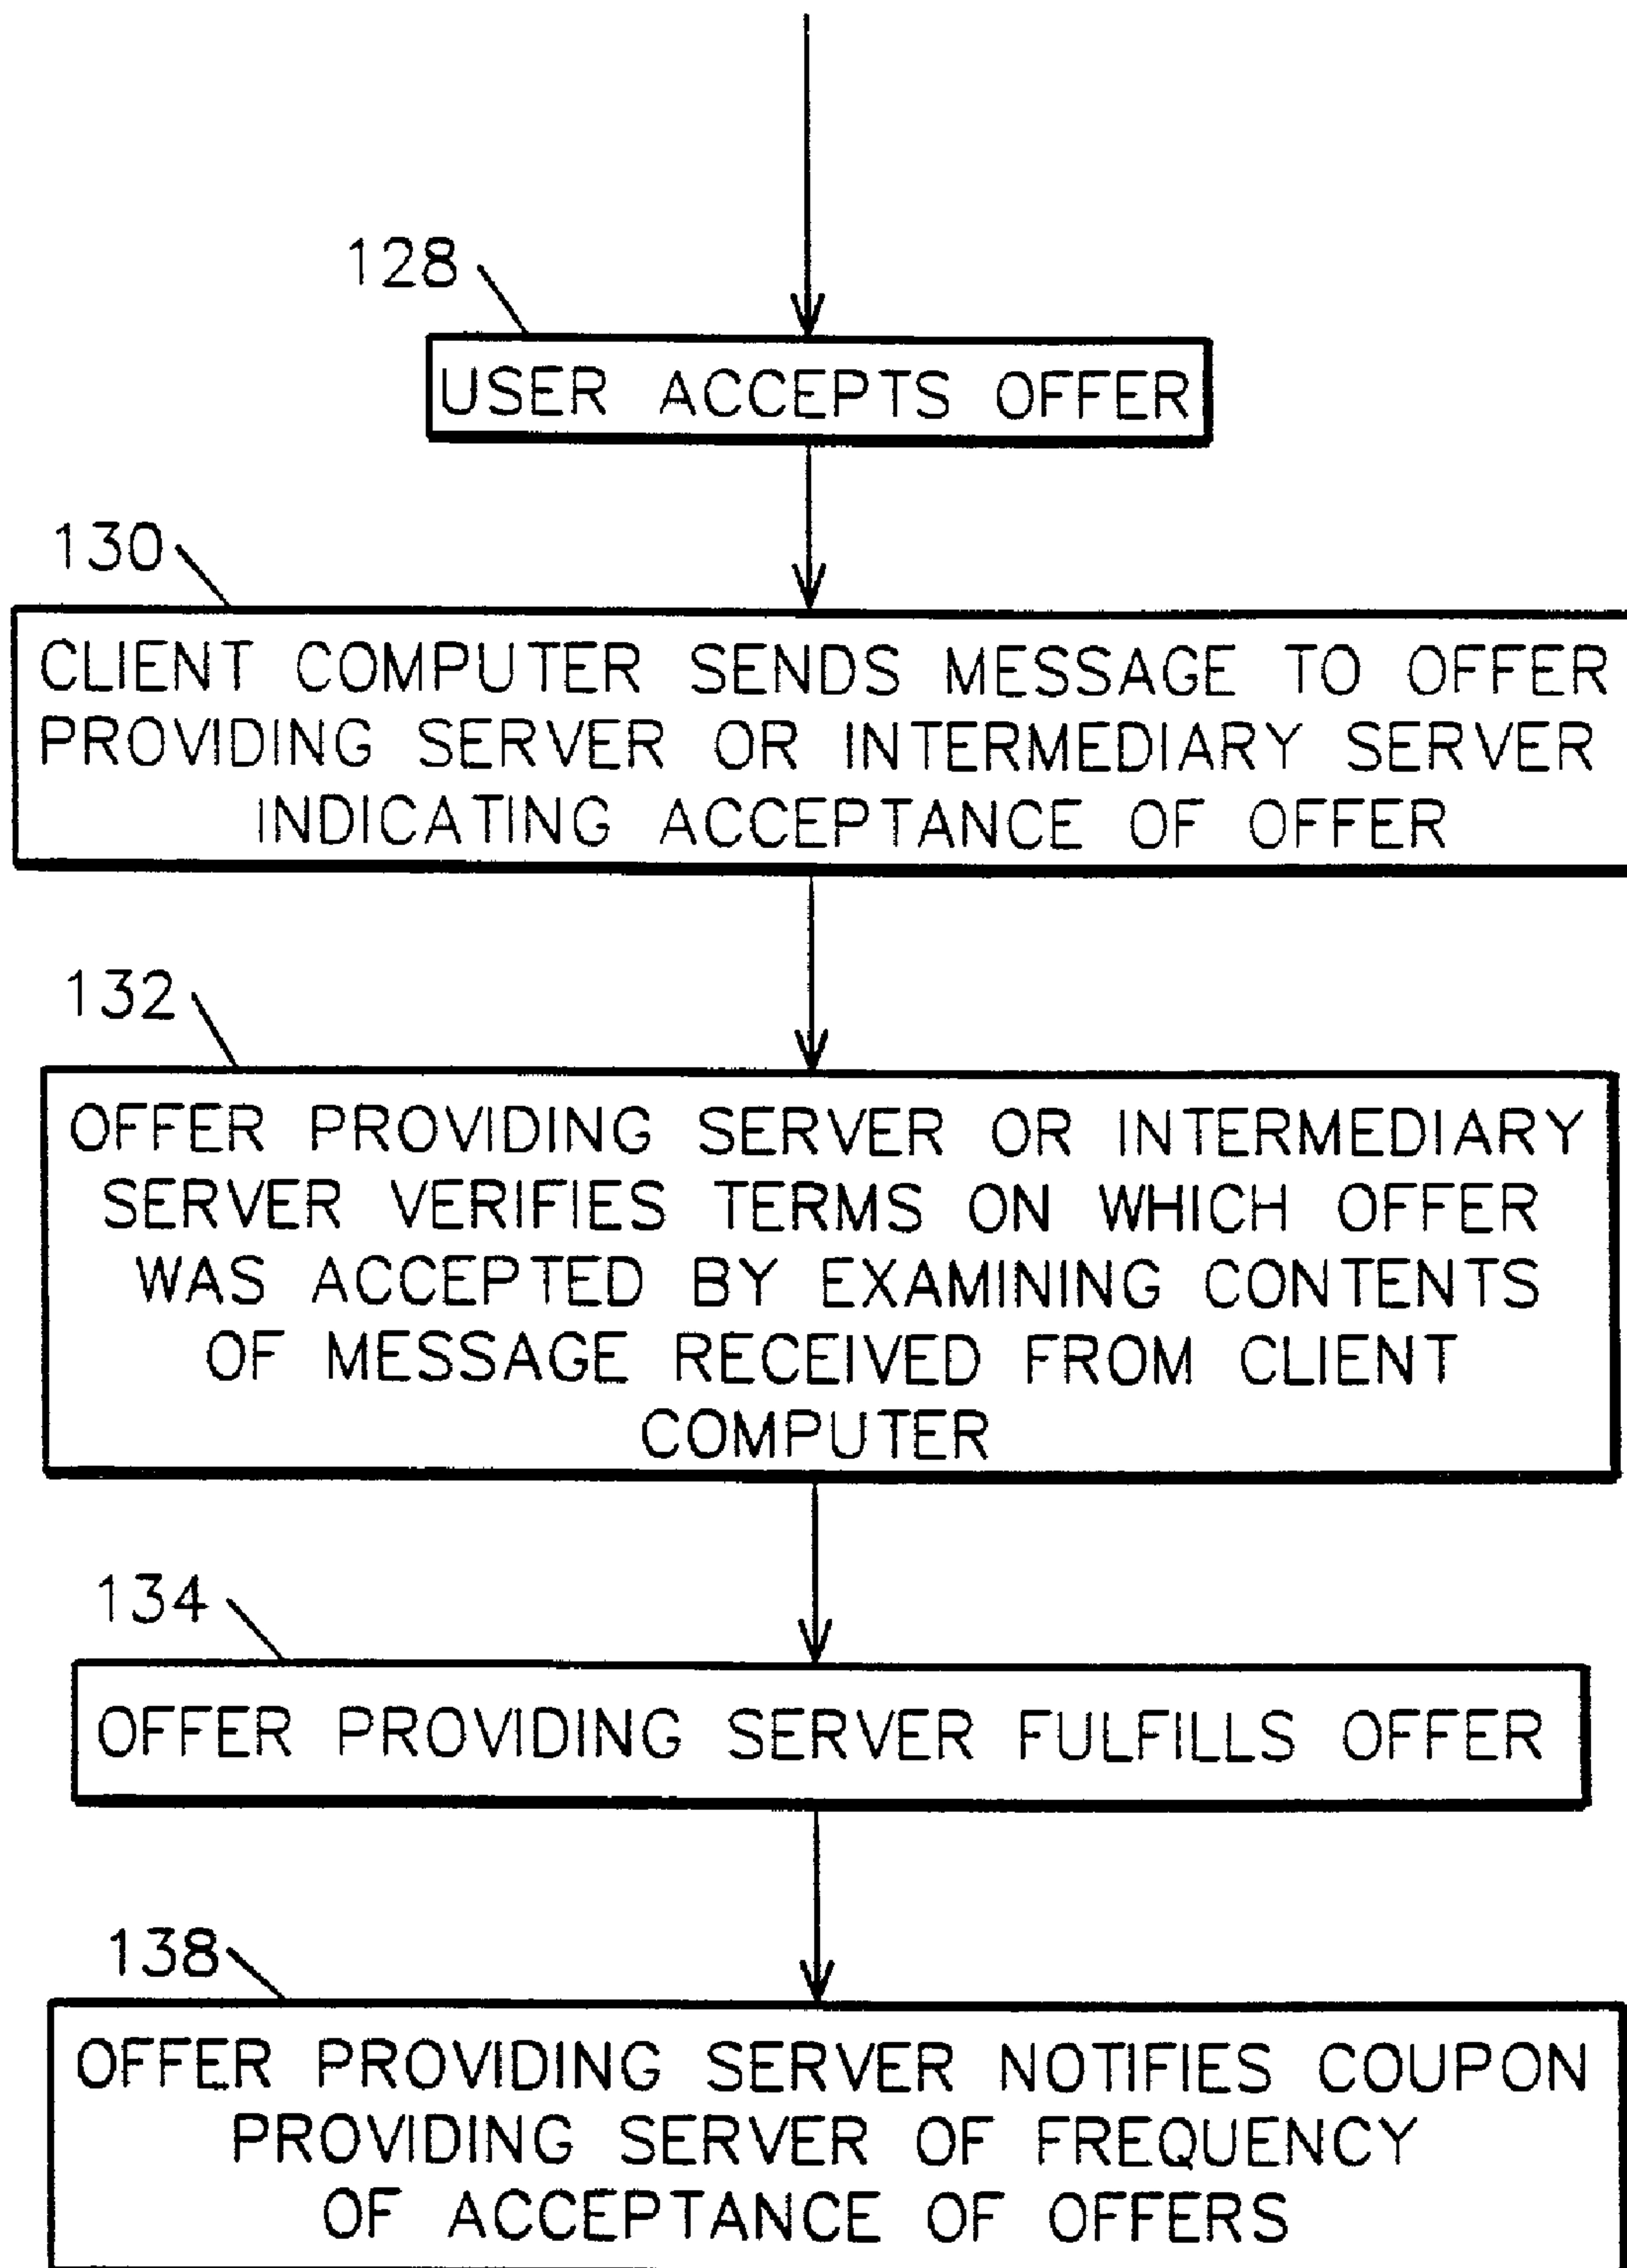 128
USER ACCEPTS OFFER
130
CLIENT COMPUTER SENDS MESSAGE TO OFFER
PROVIDING SERVER OR INTERMEDIARY SERVER
INDICATING ACCEPTANCE OF OFFER
132
OFFER PROVIDING SERVER OR INTERMEDIARY
SERVER VERIFIES TERMS ON WHICH OFFER
WAS ACCEPTED BY EXAMINING CONTENTS
OF MESSAGE RECEIVED FROM CLIENT
COMPUTER
134
OFFER PROVIDING SERVER FULFILLS OFFER
138
OFFER PROVIDING SERVER NOTIFIES COUPON
PROVIDING SERVER OF FREQUENCY
OF ACCEPTANCE OF OFFERS